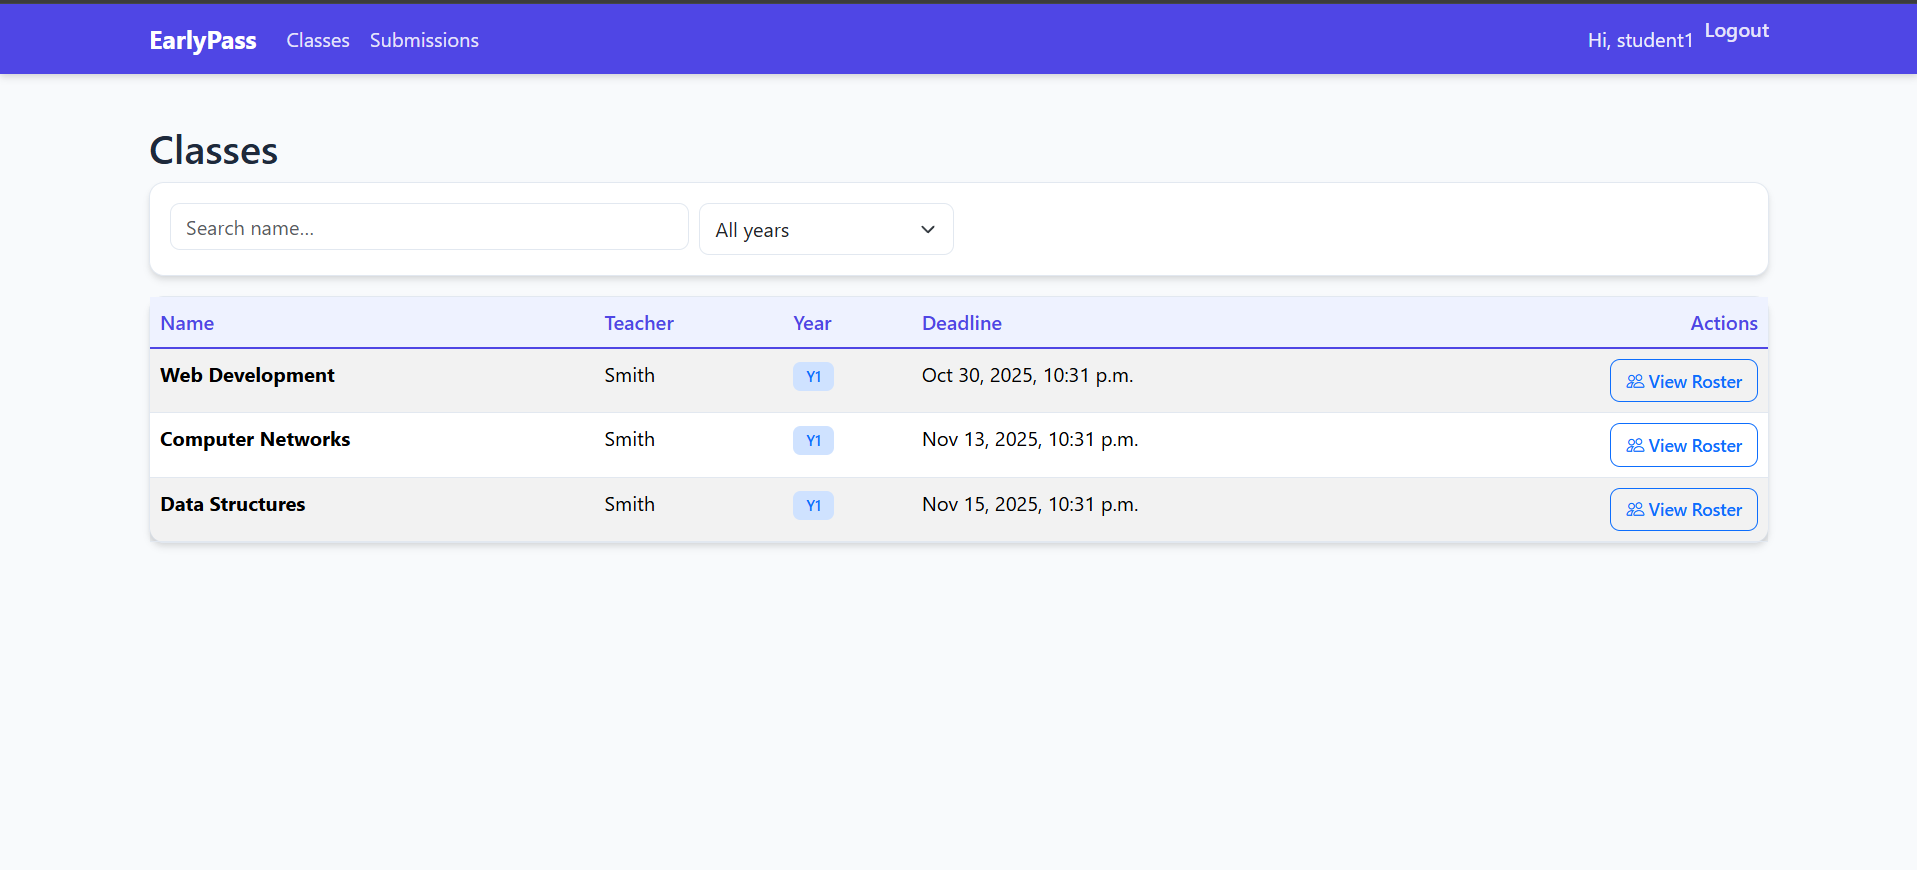 EarlyPass Classes Submissions Hi, student1 Logout
Classes
Search name... All years
Name Teacher Year Deadline Actions
Web Development Smith Y1 Oct 30, 2025, 10:31 p.m. View Roster
Computer Networks Smith Y1 Nov 13, 2025, 10:31 p.m. View Roster
Data Structures Smith Y1 Nov 15, 2025, 10:31 p.m. View Roster